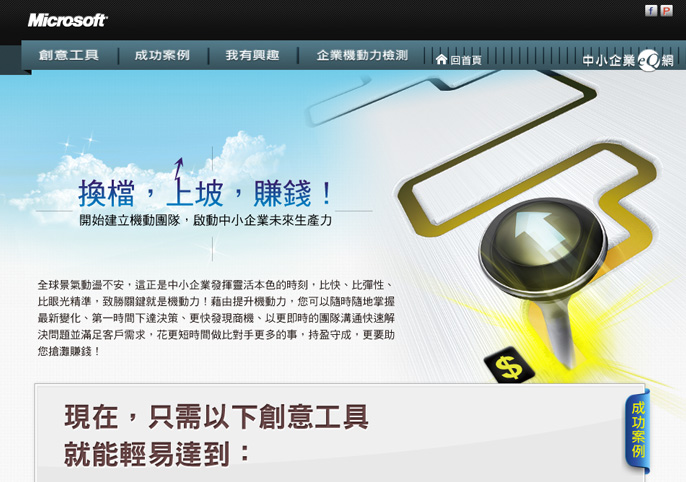 Microsoft
f P
創意工具 成功案例 我有興趣 企業機動力檢測 回首頁 中小企業eQ網
換檔，上坡，賺錢！
開始建立機動團隊，啟動中小企業未來生產力
全球景氣動盪不安，這正是中小企業發揮靈活本色的時刻，比快、比彈性、
比眼光精準，致勝關鍵就是機動力！藉由提升機動力，您可以隨時隨地掌握
最新變化、第一時間下達決策、更快發現商機、以更即時的團隊溝通快速解
決問題並滿足客戶需求，花更短時間做比對手更多的事，持盈守成，更要助
您搶灘賺錢！
$
現在，只需以下創意工具
就能輕易達到：
成功案例